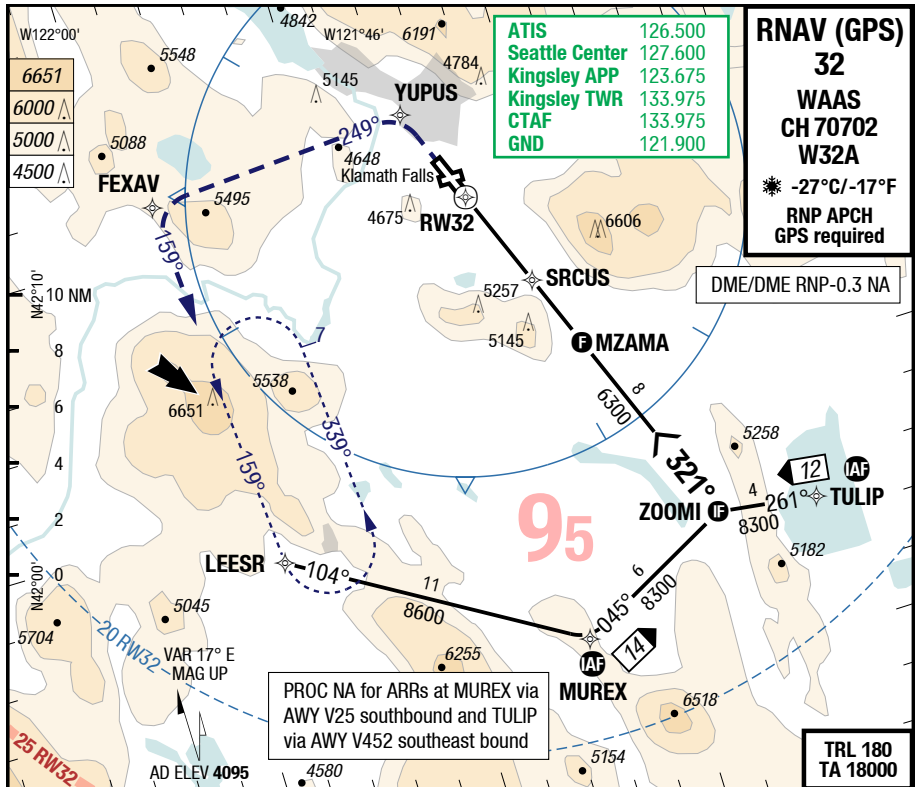 W122°00'
4842
W121°46'
6191
5548
5145
4784
YUPUS
ATIS 126.500
Seattle Center 127.600
Kingsley APP 123.675
Kingsley TWR 133.975
CTAF 133.975
GND 121.900
RNAV (GPS)
32
WAAS
CH 70702
W32A
-27°C/-17°F
RNP APCH
GPS required
6651
6000
5000
4500
5088
FEXAV
249°
4648
Klamath Falls
5495
4675
RW32
6606
159°
DME/DME RNP-0.3 NA
N42°10'
10 NM
SRCUS
5257
5145
MZAMA
F
7
8
5538
6651
8
6300
6
339°
159°
321°
5258
12
IAF
4
4
261°
TULIP
8300
ZOOMI
IF
95
2
LEESR
104°
5182
N42°00'
0
11
8600
6
045°
8300
5045
5704
20 RW32
VAR 17° E
MAG UP
14
IAF
MUREX
6255
6518
PROC NA for ARRs at MUREX via
AWY V25 southbound and TULIP
via AWY V452 southeast bound
25 RW32
AD ELEV 4095
4580
5154
TRL 180
TA 18000